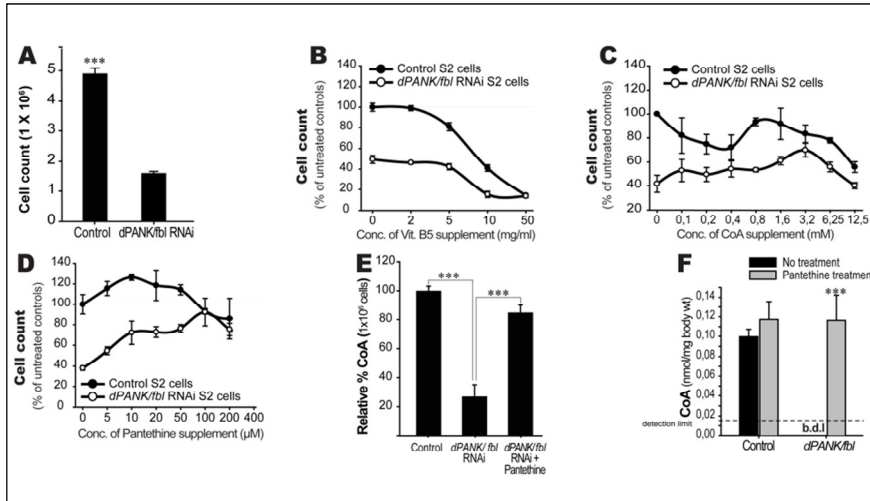 A
***
Cell count (1 X 10⁶)
5
4
3
2
1
0
Control
dPANK/fbl RNAi
B
Control S2 cells
dPANK/fbl RNAi S2 cells
Cell count
(% of untreated controls)
120
100
80
60
40
20
0
0 2 5 10 50
Conc. of Vit. B5 supplement (mg/ml)
C
Control S2 cells
dPANK/fbl RNAi S2 cells
Cell count
(% of untreated controls)
120
100
80
60
40
20
0 0,1 0,2 0,4 0,8 1,6 3,2 6,25 12,5
Conc. of CoA supplement (mM)
D
Cell count
(% of untreated controls)
140
120
100
80
60
40
20
0
Control S2 cells
dPANK/fbl RNAi S2 cells
0 5 10 20 50 100 200 400
Conc. of Pantethine supplement (µM)
E
***
***
Relative % CoA (1x10⁶ cells)
100
80
60
40
20
Control
dPANK/fbl
RNAi
dPANK/fbl
RNAi +
Pantethine
F
No treatment
Pantethine treatment
***
CoA (nmol/mg body wt)
0,14
0,12
0,10
0,08
0,06
0,04
0,02
0,00
detection limit
b.d.l
Control
dPANK/fbl